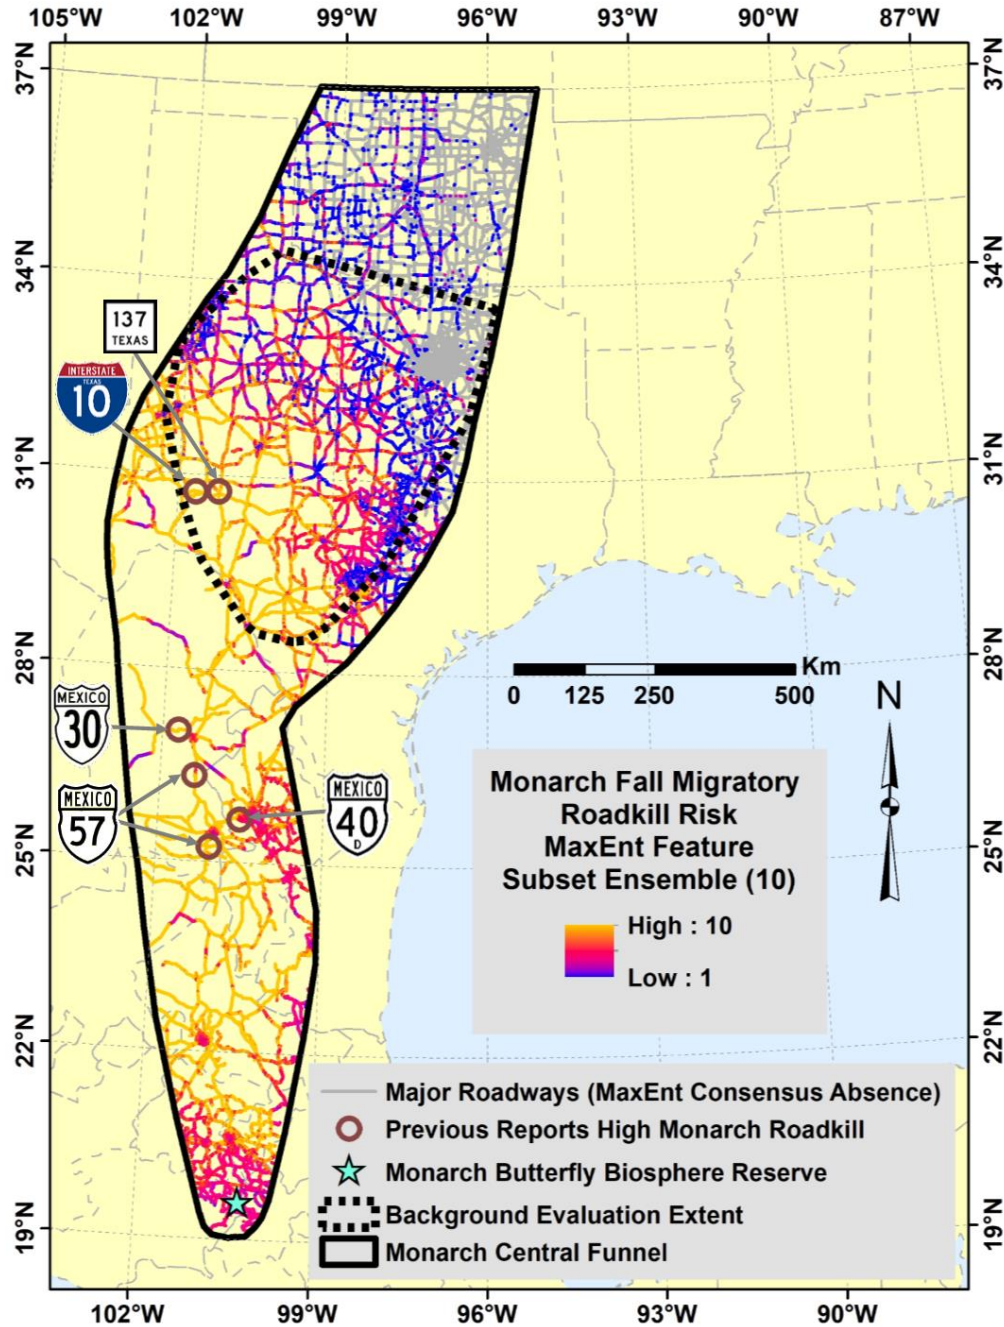 105°W 102°W 99°W 96°W 93°W 90°W 87°W
37°N
37°N
34°N
34°N
137
TEXAS
INTERSTATE
TEXAS
10
31°N
31°N
28°N
28°N
Km
0 125 250 500
N
MEXICO
30
MEXICO
57
MEXICO
40
D
25°N
25°N
Monarch Fall Migratory
Roadkill Risk
MaxEnt Feature
Subset Ensemble (10)
High : 10
Low : 1
22°N
22°N
Major Roadways (MaxEnt Consensus Absence)
Previous Reports High Monarch Roadkill
Monarch Butterfly Biosphere Reserve
Background Evaluation Extent
Monarch Central Funnel
19°N
19°N
102°W 99°W 96°W 93°W 90°W